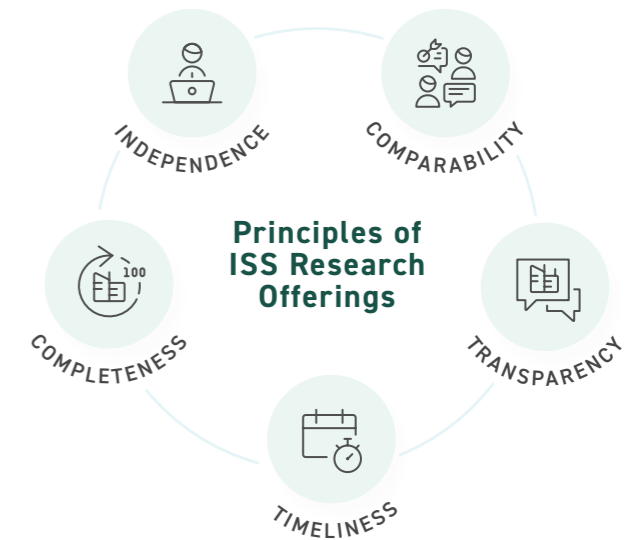 INDEPENDENCE
COMPARABILITY
Principles of
ISS Research
Offerings
100
COMPLETENESS
TRANSPARENCY
TIMELINESS